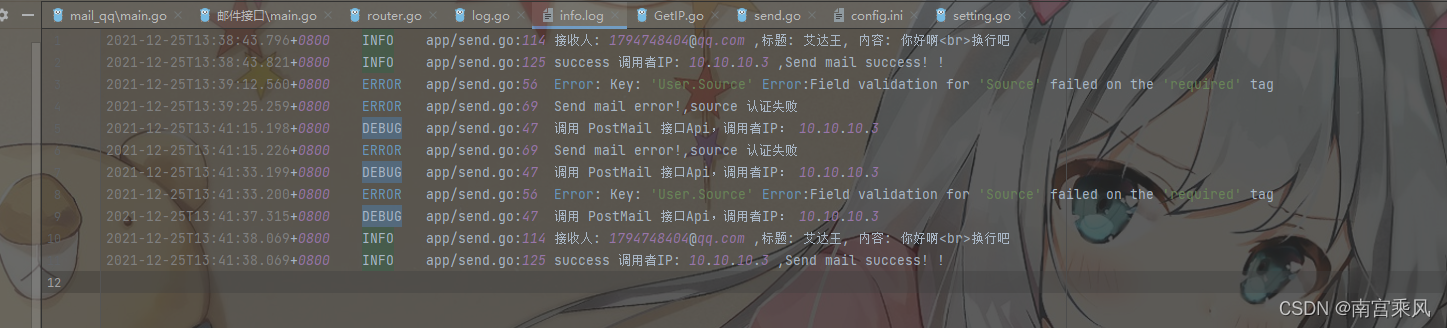 mail_qq\main.go 邮件接口\main.go router.go log.go info.log GetIP.go send.go config.ini setting.go
2021-12-25T13:38:43.796+0800 INFO app/send.go:114 接收人: 1794748404@qq.com ,标题: 艾达王, 内容: 你好啊<br>换行吧
2021-12-25T13:38:43.821+0800 INFO app/send.go:125 success 调用者IP: 10.10.10.3 ,Send mail success! !
2021-12-25T13:39:12.560+0800 ERROR app/send.go:56 Error: Key: 'User.Source' Error:Field validation for 'Source' failed on the 'required' tag
2021-12-25T13:39:25.259+0800 ERROR app/send.go:69 Send mail error!,source 认证失败
2021-12-25T13:41:15.198+0800 DEBUG app/send.go:47 调用 PostMail 接口Api，调用者IP： 10.10.10.3
2021-12-25T13:41:15.226+0800 ERROR app/send.go:69 Send mail error!,source 认证失败
2021-12-25T13:41:33.199+0800 DEBUG app/send.go:47 调用 PostMail 接口Api，调用者IP： 10.10.10.3
8 2021-12-25T13:41:33.200+0800 ERROR app/send.go:56 Error: Key: 'User.Source' Error:Field validation for 'Source' failed on the 'required' tag
9 2021-12-25T13:41:37.315+0800 DEBUG app/send.go:47 调用 PostMail 接口Api，调用者IP： 10.10.10.3
10 2021-12-25T13:41:38.069+0800 INFO app/send.go:114 接收人: 1794748404@qq.com ,标题: 艾达王, 内容: 你好啊<br>换行吧
2021-12-25T13:41:38.069+0800 INFO app/send.go:125 success 调用者IP: 10.10.10.3 ,Send mail success! !
12
CSDN @南宫乘风